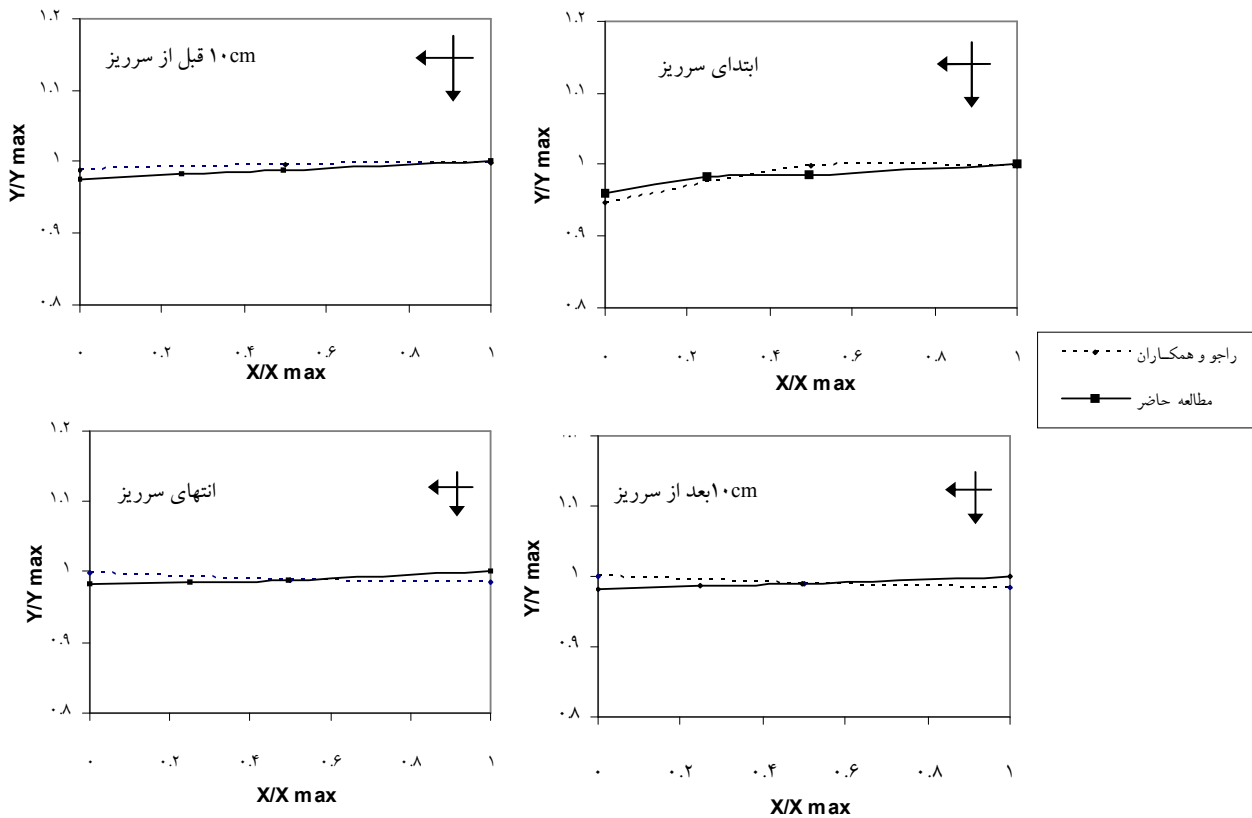 ۱.۲
۱.۱
۱
۰.۹
۰.۸
Y/Y max
۱۰cm قبل از سرریز
۰ ۰.۲ ۰.۴ ۰.۶ ۰.۸ ۱
X/X max
۱.۲
۱.۱
۱
۰.۹
۰.۸
Y/Y max
ابتدای سرریز
۰ ۰.۲ ۰.۴ ۰.۶ ۰.۸ ۱
X/X max
راجو و همکاران
مطالعه حاضر
۱.۲
۱.۱
۱
۰.۹
۰.۸
Y/Y max
انتهای سرریز
۰ ۰.۲ ۰.۴ ۰.۶ ۰.۸ ۱
X/X max
۱.۱
۱
۰.۹
۰.۸
Y/Y max
۱۰cm بعد از سرریز
۰ ۰.۲ ۰.۴ ۰.۶ ۰.۸ ۱
X/X max